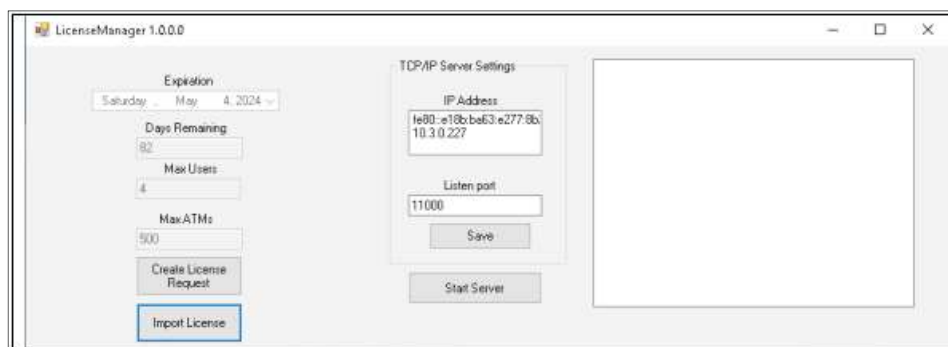 LicenseManager 1.0.0.0
Expiration
Saturday , May 4, 2024
Days Remaining
82
Max Users
4
Max ATMs
500
Create License
Request
Import License
TCP/IP Server Settings
IP Address
fe80::e18b:ba63:e277:8b
10.3.0.227
Listen port
11000
Save
Start Server